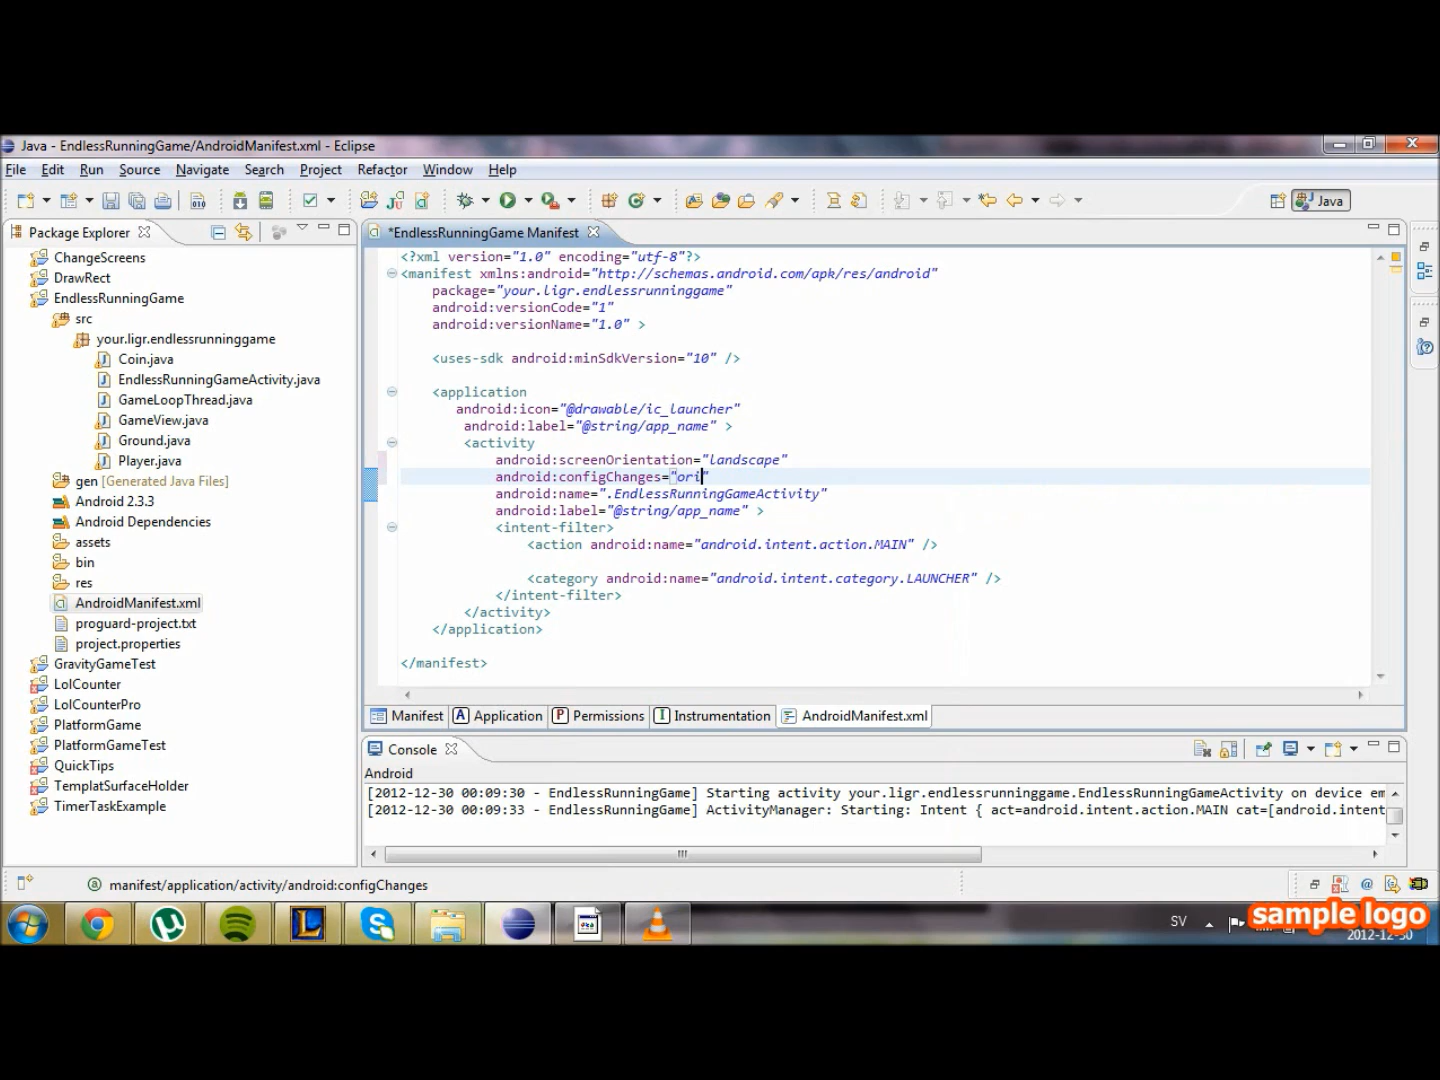 Java - EndlessRunningGame/AndroidManifest.xml - Eclipse
File Edit Run Source Navigate Search Project Refactor Window Help
Java
Package Explorer
*EndlessRunningGame Manifest
ChangeScreens
DrawRect
EndlessRunningGame
src
your.ligr.endlessrunninggame
Coin.java
EndlessRunningGameActivity.java
GameLoopThread.java
GameView.java
Ground.java
Player.java
gen [Generated Java Files]
Android 2.3.3
Android Dependencies
assets
bin
res
AndroidManifest.xml
proguard-project.txt
project.properties
GravityGameTest
LolCounter
LolCounterPro
PlatformGame
PlatformGameTest
QuickTips
TemplatSurfaceHolder
TimerTaskExample
<?xml version="1.0" encoding="utf-8"?>
<manifest xmlns:android="http://schemas.android.com/apk/res/android"
package="your.ligr.endlessrunninggame"
android:versionCode="1"
android:versionName="1.0" >
<uses-sdk android:minSdkVersion="10" />
<application
android:icon="@drawable/ic_launcher"
android:label="@string/app_name" >
<activity
android:screenOrientation="landscape"
android:configChanges="ori"
android:name=".EndlessRunningGameActivity"
android:label="@string/app_name" >
<intent-filter>
<action android:name="android.intent.action.MAIN" />
<category android:name="android.intent.category.LAUNCHER" />
</intent-filter>
</activity>
</application>
</manifest>
Manifest Application Permissions Instrumentation AndroidManifest.xml
Console
Android
[2012-12-30 00:09:30 - EndlessRunningGame] Starting activity your.ligr.endlessrunninggame.EndlessRunningGameActivity on device em
[2012-12-30 00:09:33 - EndlessRunningGame] ActivityManager: Starting: Intent { act=android.intent.action.MAIN cat=[android.intent
manifest/application/activity/android:configChanges
SV
sample logo
2012-12-30